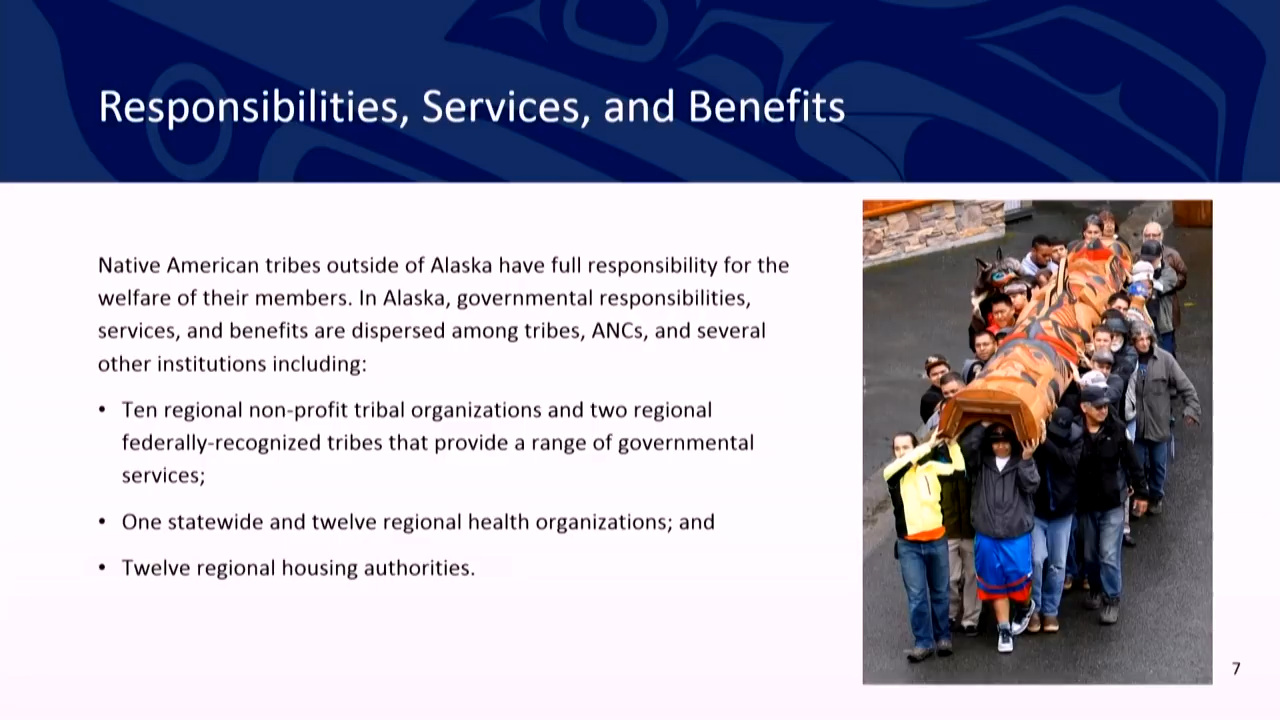 Responsibilities, Services, and Benefits
Native American tribes outside of Alaska have full responsibility for the
welfare of their members. In Alaska, governmental responsibilities,
services, and benefits are dispersed among tribes, ANCs, and several
other institutions including:
• Ten regional non-profit tribal organizations and two regional
federally-recognized tribes that provide a range of governmental
services;
• One statewide and twelve regional health organizations; and
• Twelve regional housing authorities.
7